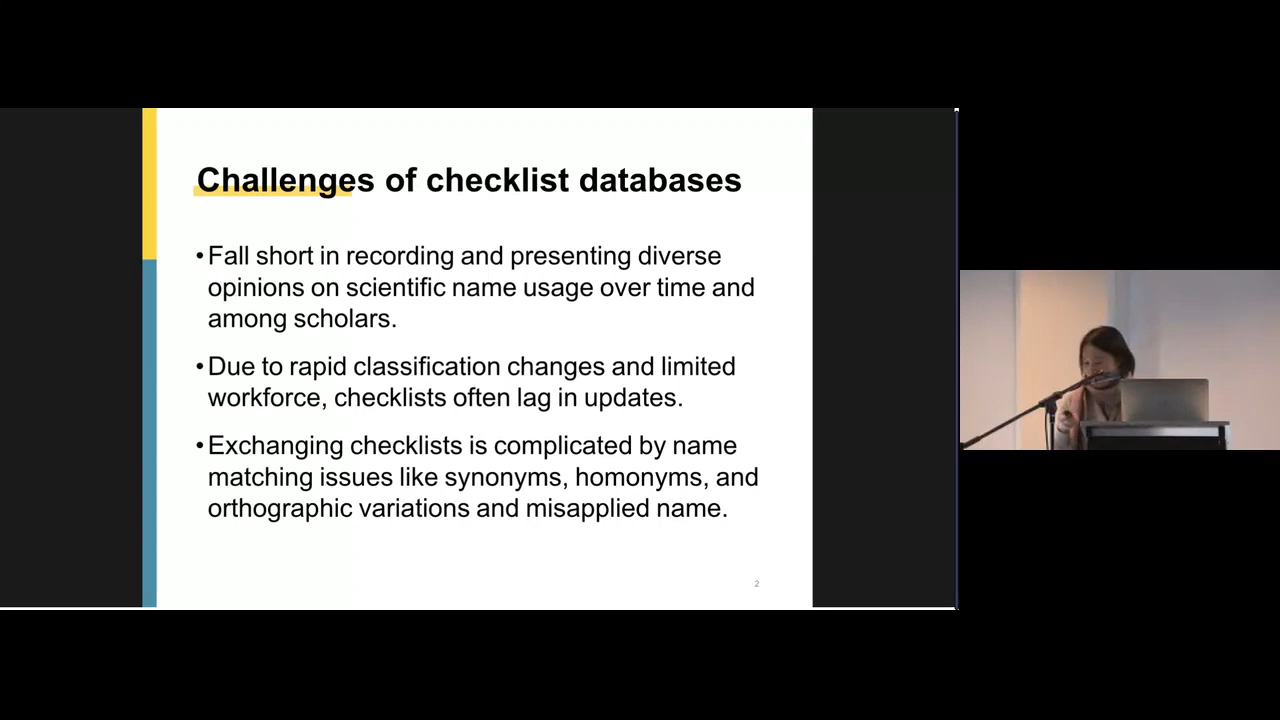 Challenges of checklist databases
•Fall short in recording and presenting diverse
opinions on scientific name usage over time and
among scholars.
•Due to rapid classification changes and limited
workforce, checklists often lag in updates.
•Exchanging checklists is complicated by name
matching issues like synonyms, homonyms, and
orthographic variations and misapplied name.
2